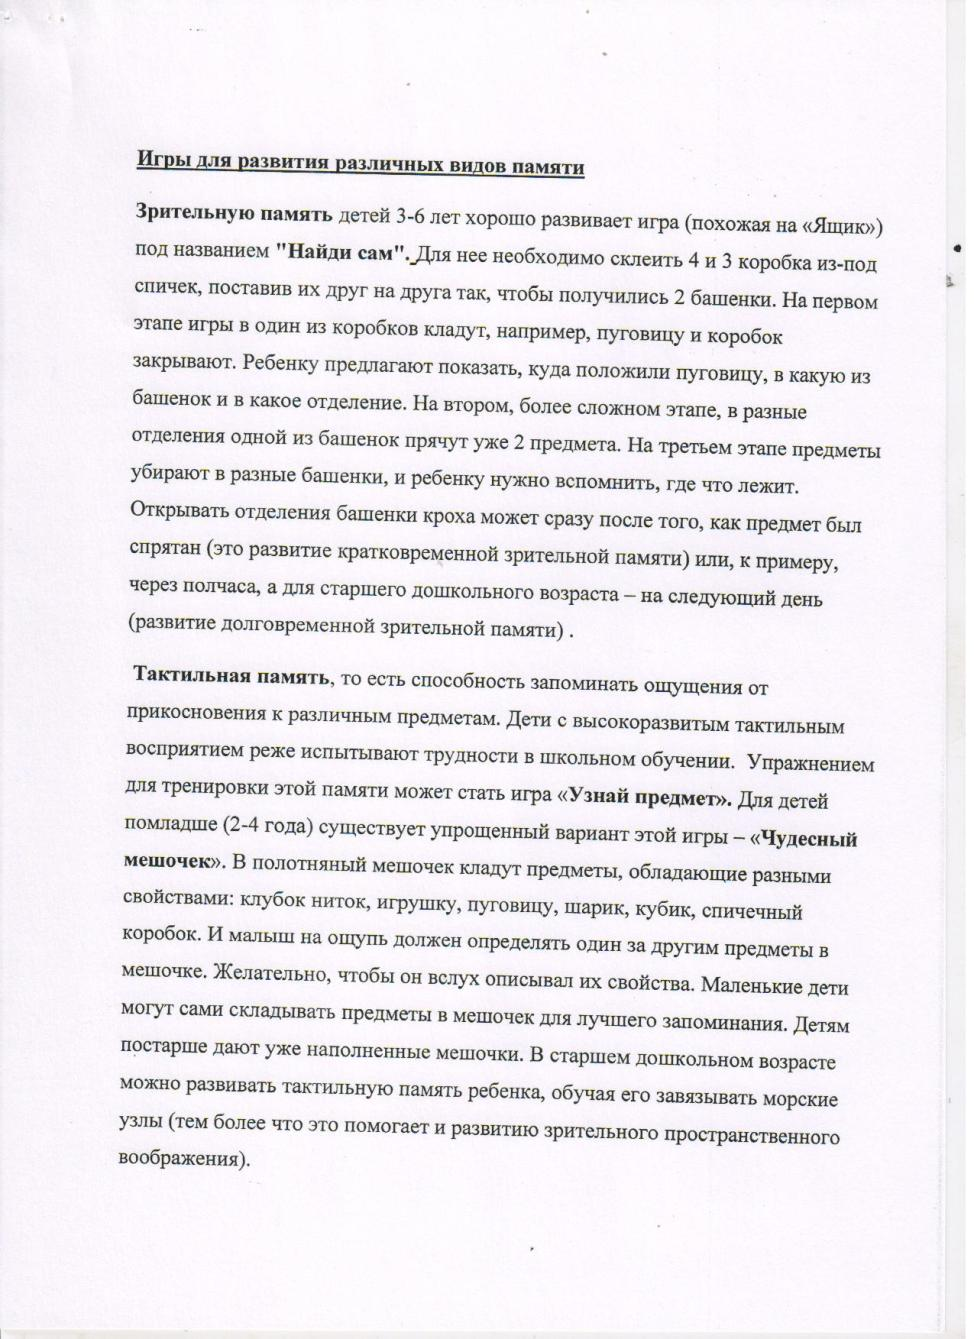 Игры для развития различных видов памяти
Зрительную память детей 3-6 лет хорошо развивает игра (похожая на «Ящик»)
под названием "Найди сам". Для нее необходимо склеить 4 и 3 коробка из-под
спичек, поставив их друг на друга так, чтобы получились 2 башенки. На первом
этапе игры в один из коробков кладут, например, пуговицу и коробок
закрывают. Ребенку предлагают показать, куда положили пуговицу, в какую из
башенок и в какое отделение. На втором, более сложном этапе, в разные
отделения одной из башенок прячут уже 2 предмета. На третьем этапе предметы
убирают в разные башенки, и ребенку нужно вспомнить, где что лежит.
Открывать отделения башенки кроха может сразу после того, как предмет был
спрятан (это развитие кратковременной зрительной памяти) или, к примеру,
через полчаса, а для старшего дошкольного возраста – на следующий день
(развитие долговременной зрительной памяти) .
Тактильная память, то есть способность запоминать ощущения от
прикосновения к различным предметам. Дети с высокоразвитым тактильным
восприятием реже испытывают трудности в школьном обучении. Упражнением
для тренировки этой памяти может стать игра «Узнай предмет». Для детей
помладше (2-4 года) существует упрощенный вариант этой игры – «Чудесный
мешочек». В полотняный мешочек кладут предметы, обладающие разными
свойствами: клубок ниток, игрушку, пуговицу, шарик, кубик, спичечный
коробок. И малыш на ощупь должен определять один за другим предметы в
мешочке. Желательно, чтобы он вслух описывал их свойства. Маленькие дети
могут сами складывать предметы в мешочек для лучшего запоминания. Детям
постарше дают уже наполненные мешочки. В старшем дошкольном возрасте
можно развивать тактильную память ребенка, обучая его завязывать морские
узлы (тем более что это помогает и развитию зрительного пространственного
воображения).